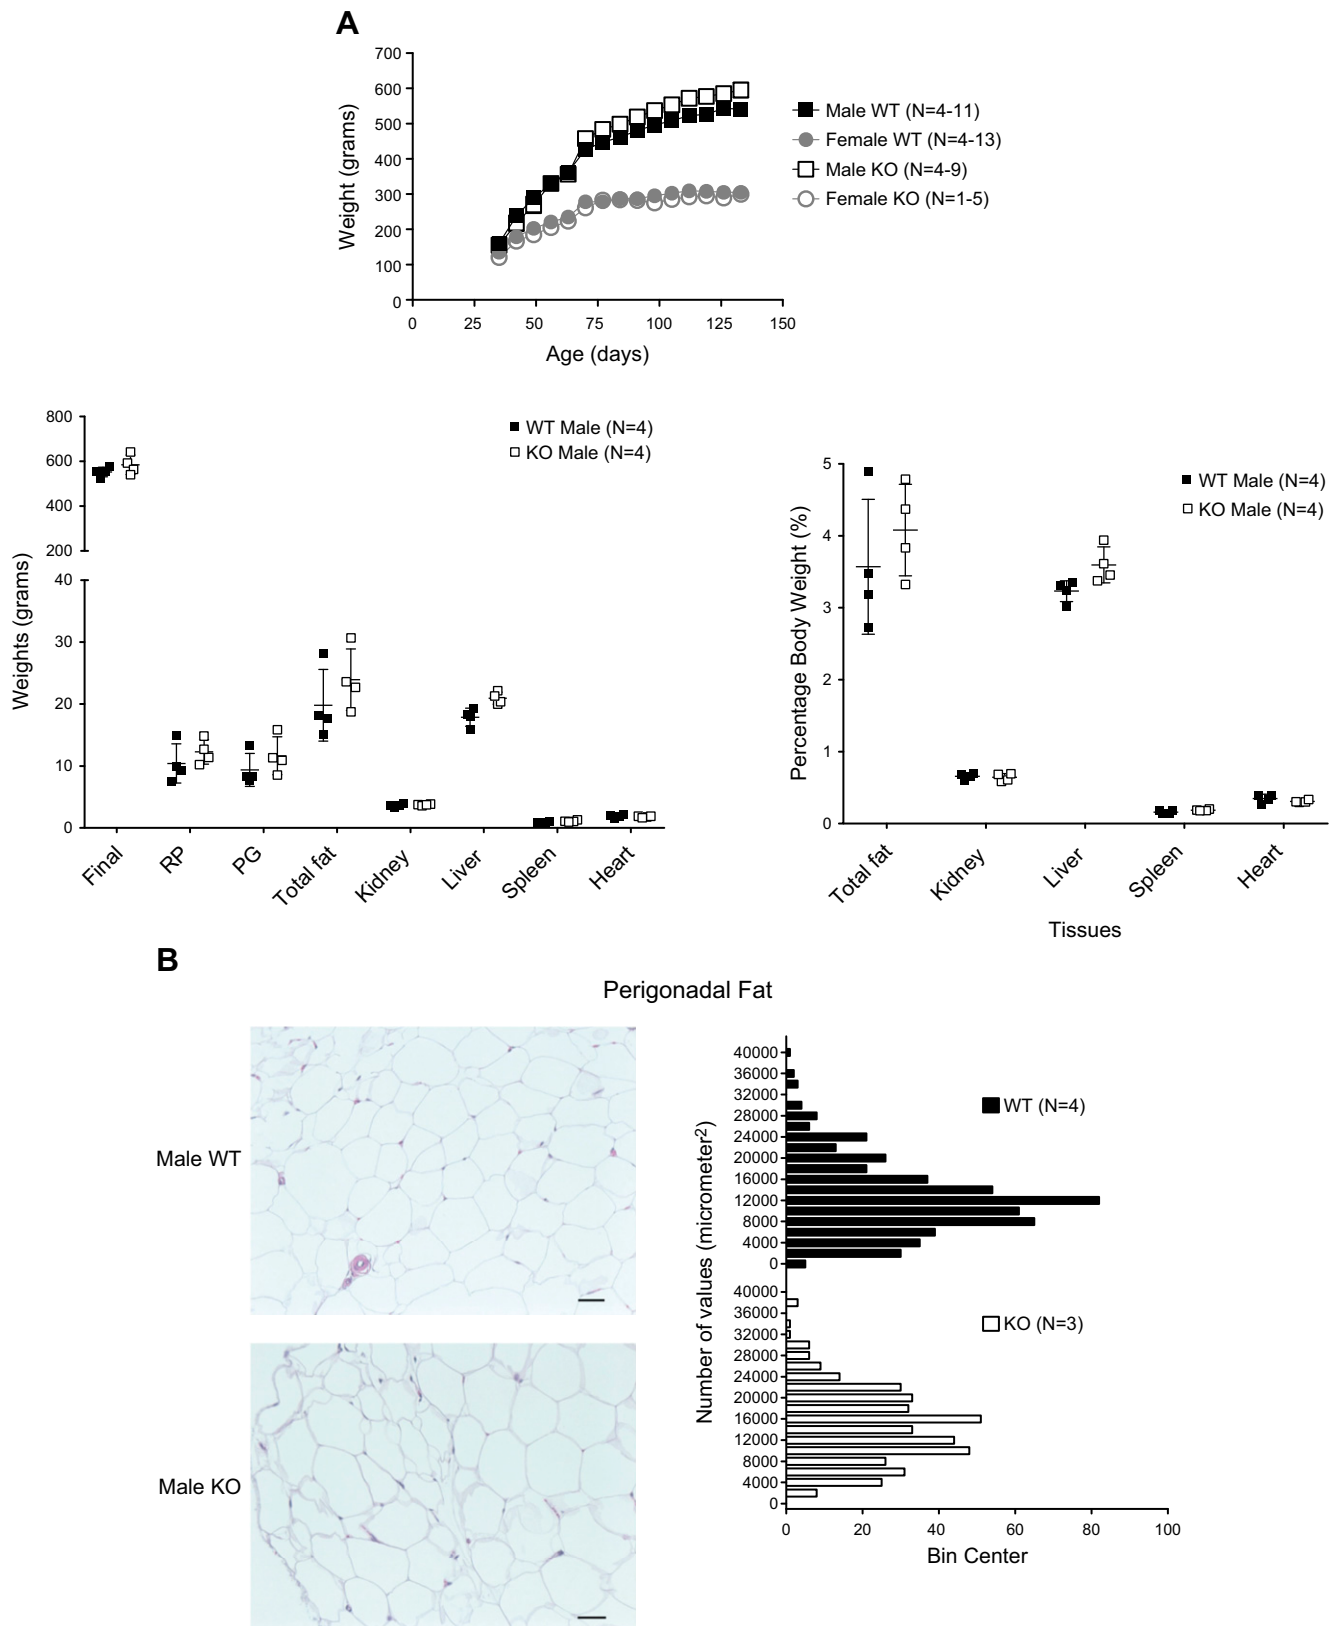 A
700
600
500
400
300
200
100
0
Weight (grams)
0 25 50 75 100 125 150
Age (days)
Male WT (N=4-11)
Female WT (N=4-13)
Male KO (N=4-9)
Female KO (N=1-5)
800
600
400
200
40
30
20
10
0
Weights (grams)
WT Male (N=4)
KO Male (N=4)
Final RP PG Total fat Kidney Liver Spleen Heart
5
4
3
2
1
0
Percentage Body Weight (%)
WT Male (N=4)
KO Male (N=4)
Total fat Kidney Liver Spleen Heart
Tissues
B
Perigonadal Fat
Male WT
Male KO
40000
36000
32000
28000
24000
20000
16000
12000
8000
4000
0
40000
36000
32000
28000
24000
20000
16000
12000
8000
4000
0
Number of values (micrometer²)
WT (N=4)
KO (N=3)
0 20 40 60 80 100
Bin Center